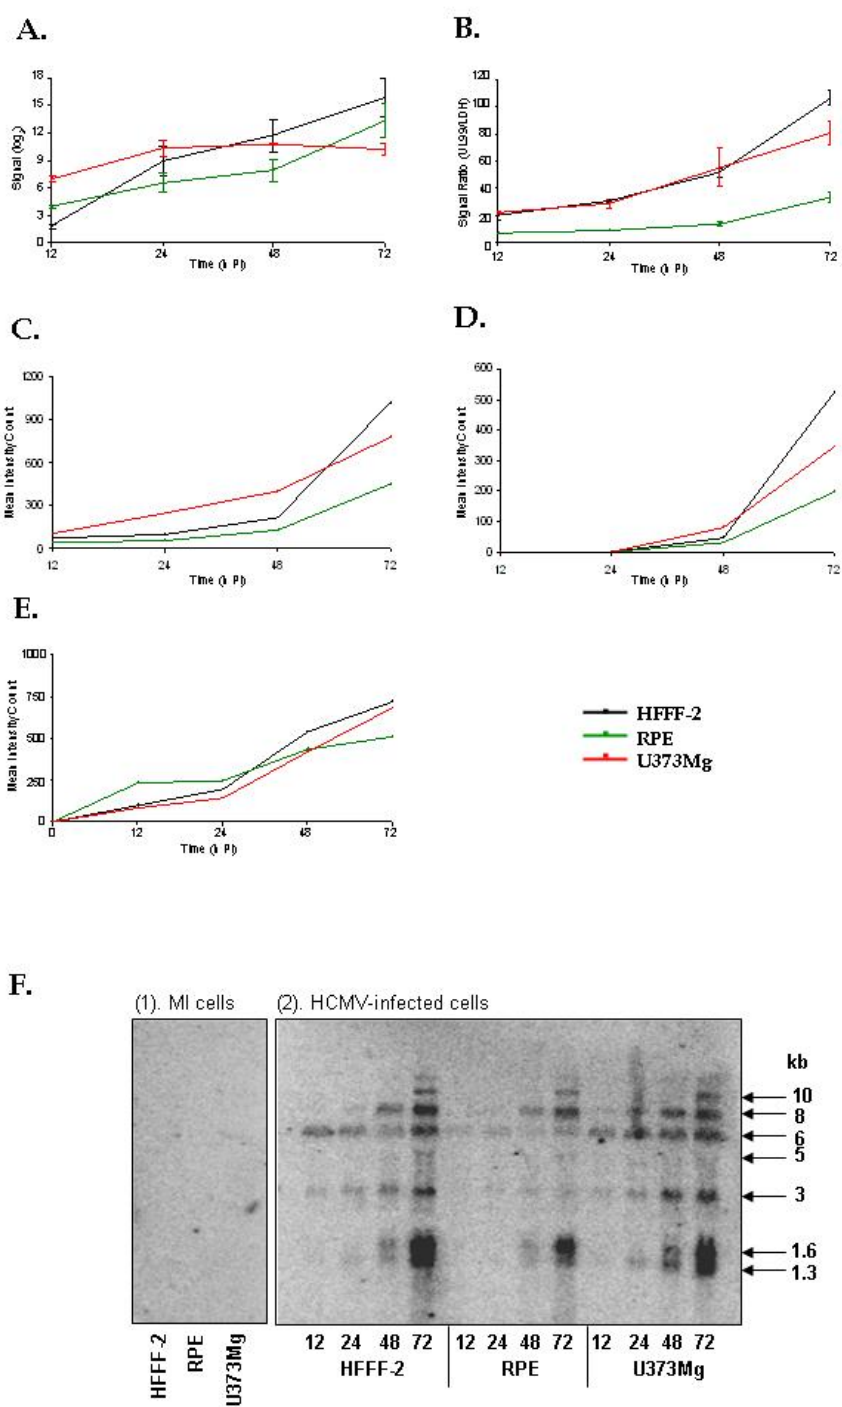 A.
18
15
12
9
6
3
0
Signal (log2)
12
24
48
72
Time (h PI)
B.
120
100
80
60
40
20
0
Signal Ratio (UL99/LDH)
12
24
48
72
Time (h PI)
C.
1200
900
600
300
0
Mean Intensity/Count
12
24
48
72
Time (h PI)
D.
600
500
400
300
200
100
0
Mean Intensity/Count
12
24
48
72
Time (h PI)
E.
1000
750
500
250
0
Mean Intensity/Count
0
12
24
48
72
Time (h PI)
HFFF-2
RPE
U373Mg
F.
(1). MI cells
(2). HCMV-infected cells
kb
10
8
6
5
3
1.6
1.3
HFFF-2
RPE
U373Mg
12 24 48 72 12 24 48 72 12 24 48 72
HFFF-2 RPE U373Mg